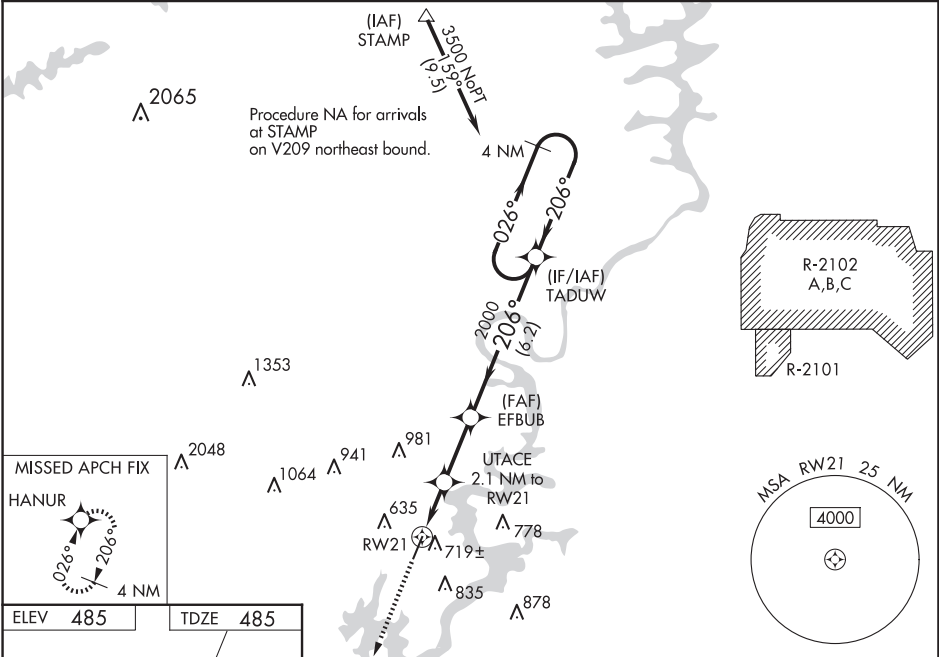 (IAF)
STAMP
3500 NoPT
159°
(9.5)
2065
Procedure NA for arrivals
at STAMP
on V209 northeast bound.
4 NM
026°
206°
(IF/IAF)
TADUW
R-2102
A,B,C
R-2101
2000
206°
(6.2)
1353
(FAF)
EFBUB
2048
1064
941
981
UTACE
2.1 NM to
RW21
635
778
RW21
719±
835
878
MISSED APCH FIX
HANUR
026°
206°
4 NM
MSA RW21 25 NM
4000
ELEV 485
TDZE 485